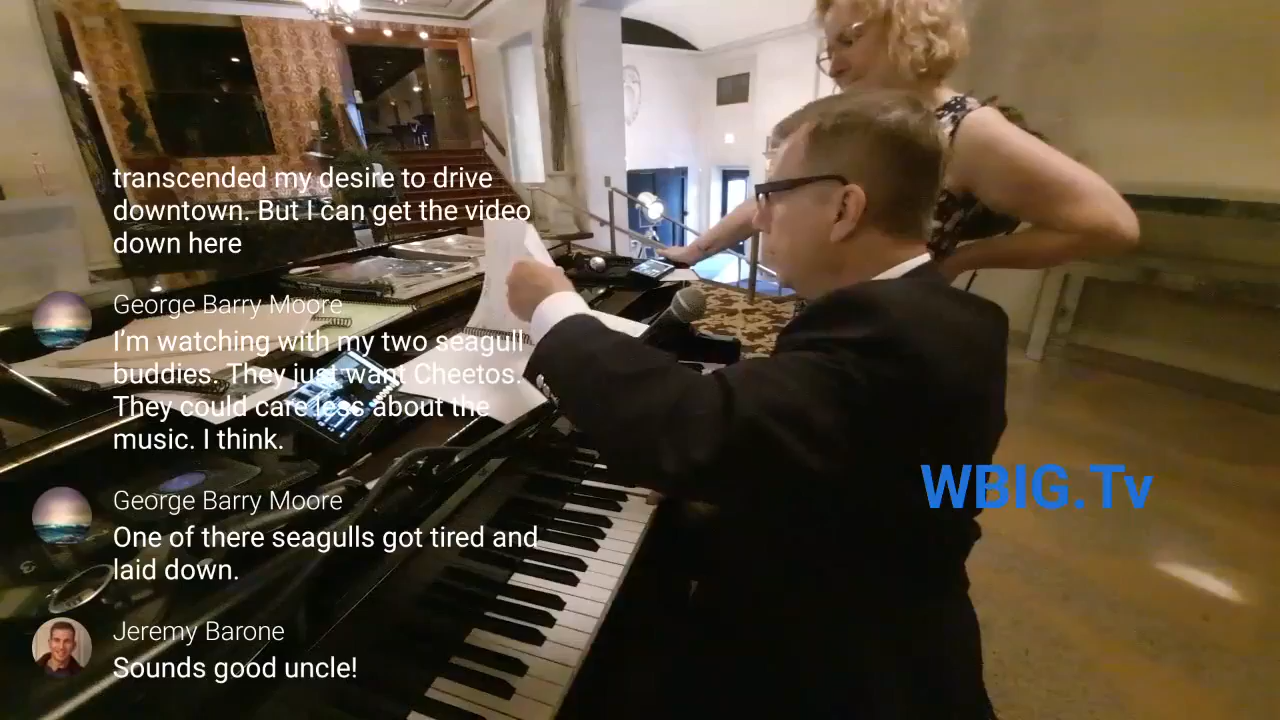 transcended my desire to drive
downtown. But I can get the video
down here
George Barry Moore
I'm watching with my two seagull
buddies. They just want Cheetos.
They could care less about the
music. I think.
George Barry Moore
One of there seagulls got tired and
laid down.
WBIG.Tv
Jeremy Barone
Sounds good uncle!